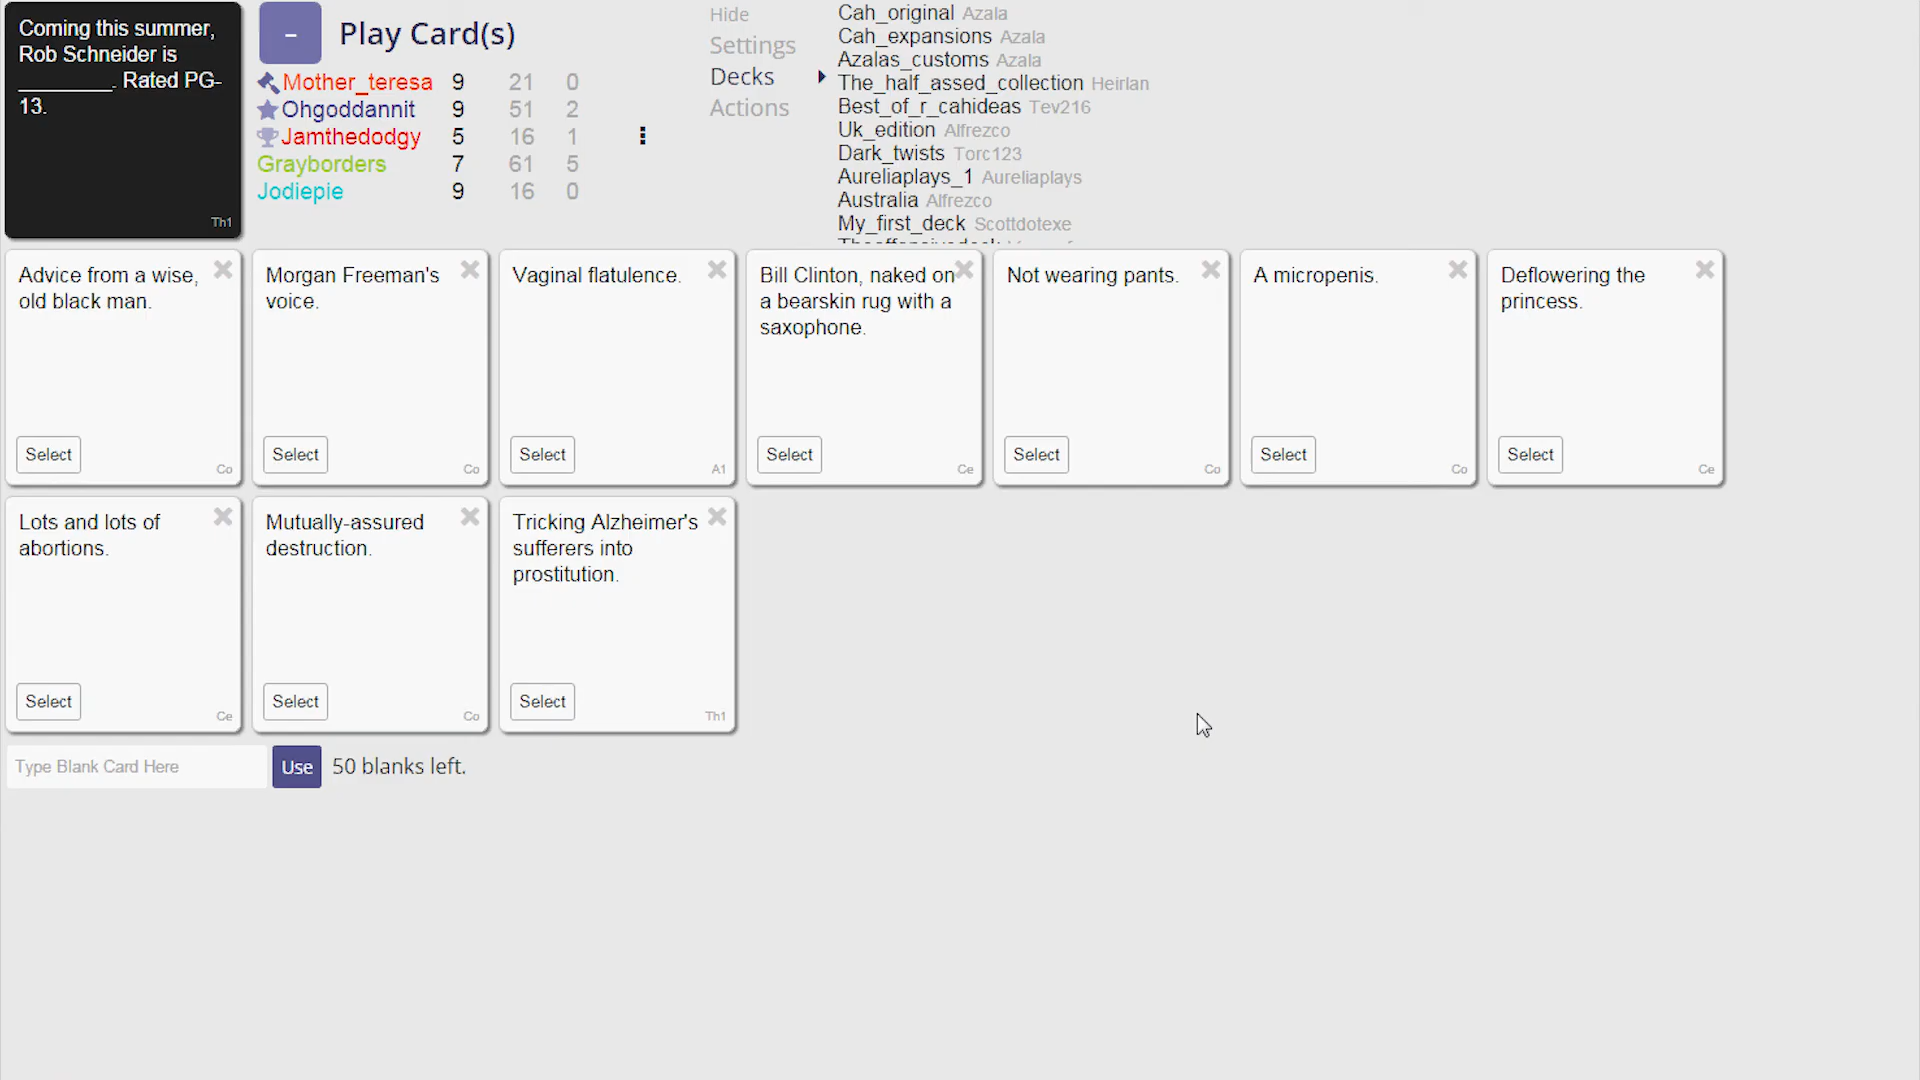 Coming this summer,
Rob Schneider is
________. Rated PG-
13.
Th1
–
Play Card(s)
Mother_teresa 9 21 0
Ohgoddannit 9 51 2
Jamthedodgy 5 16 1
Grayborders 7 61 5
Jodiepie 9 16 0
Hide
Settings
Decks
Actions
Cah_original Azala
Cah_expansions Azala
Azalas_customs Azala
The_half_assed_collection Heirlan
Best_of_r_cahideas Tev216
Uk_edition Alfrezco
Dark_twists Torc123
Aureliaplays_1 Aureliaplays
Australia Alfrezco
My_first_deck Scottdotexe
Advice from a wise,
old black man.
Select
Co
Morgan Freeman's
voice.
Select
Co
Vaginal flatulence.
Select
A1
Bill Clinton, naked on
a bearskin rug with a
saxophone.
Select
Ce
Not wearing pants.
Select
Co
A micropenis.
Select
Co
Deflowering the
princess.
Select
Ce
Lots and lots of
abortions.
Select
Ce
Mutually-assured
destruction.
Select
Co
Tricking Alzheimer's
sufferers into
prostitution.
Select
Th1
Type Blank Card Here
Use
50 blanks left.